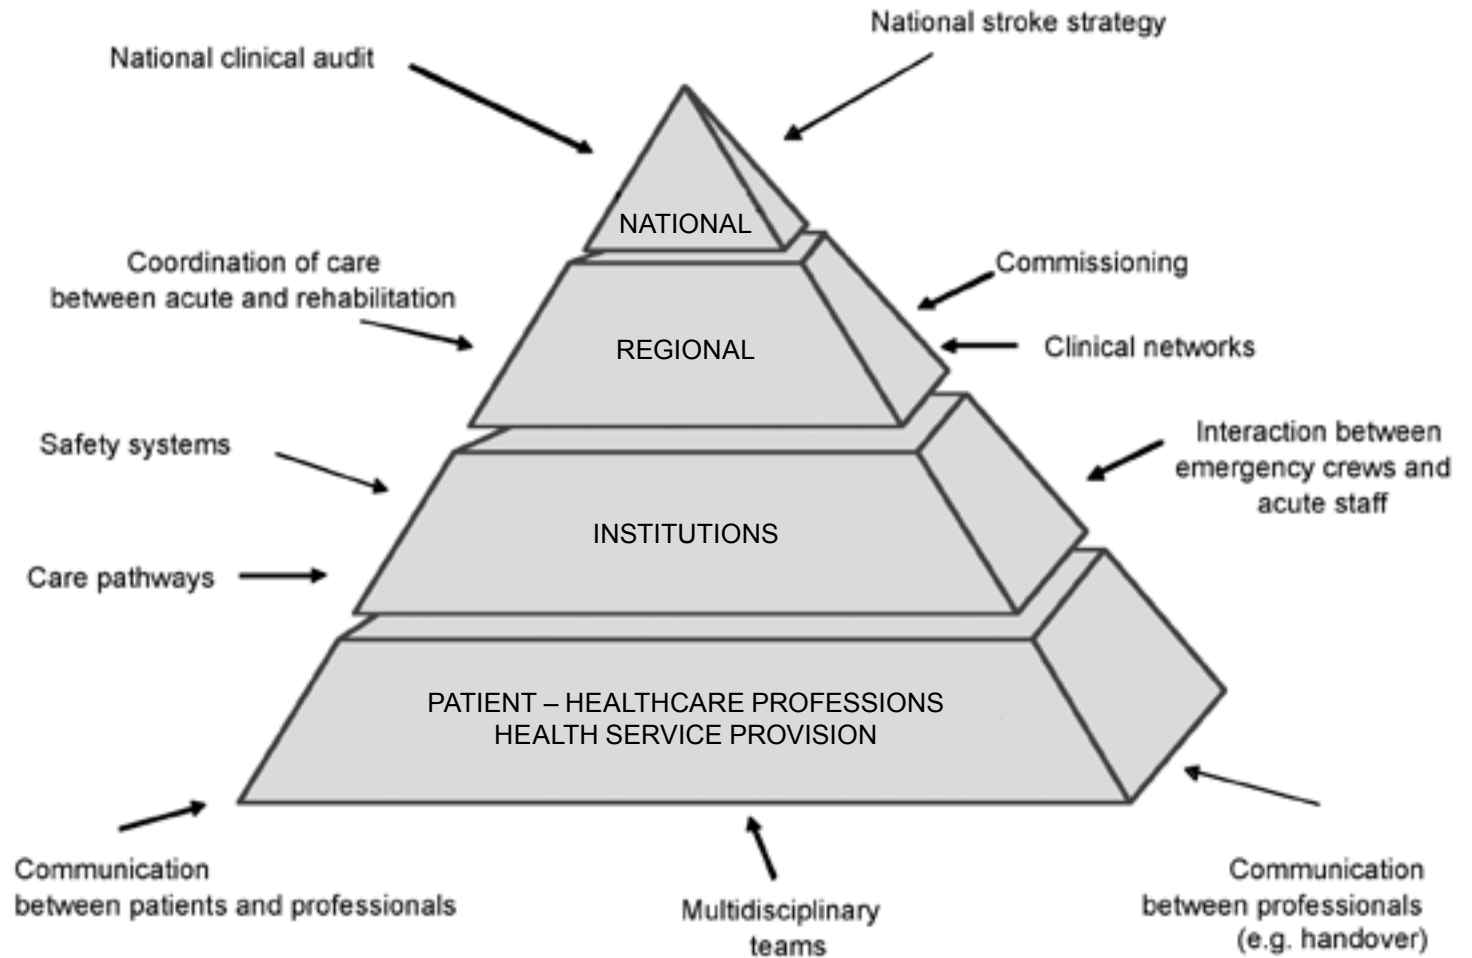 National stroke strategy
National clinical audit
NATIONAL
Coordination of care
between acute and rehabilitation
Commissioning
REGIONAL
Clinical networks
Safety systems
Interaction between
emergency crews and
acute staff
INSTITUTIONS
Care pathways
PATIENT – HEALTHCARE PROFESSIONS
HEALTH SERVICE PROVISION
Communication
between patients and professionals
Multidisciplinary
teams
Communication
between professionals
(e.g. handover)